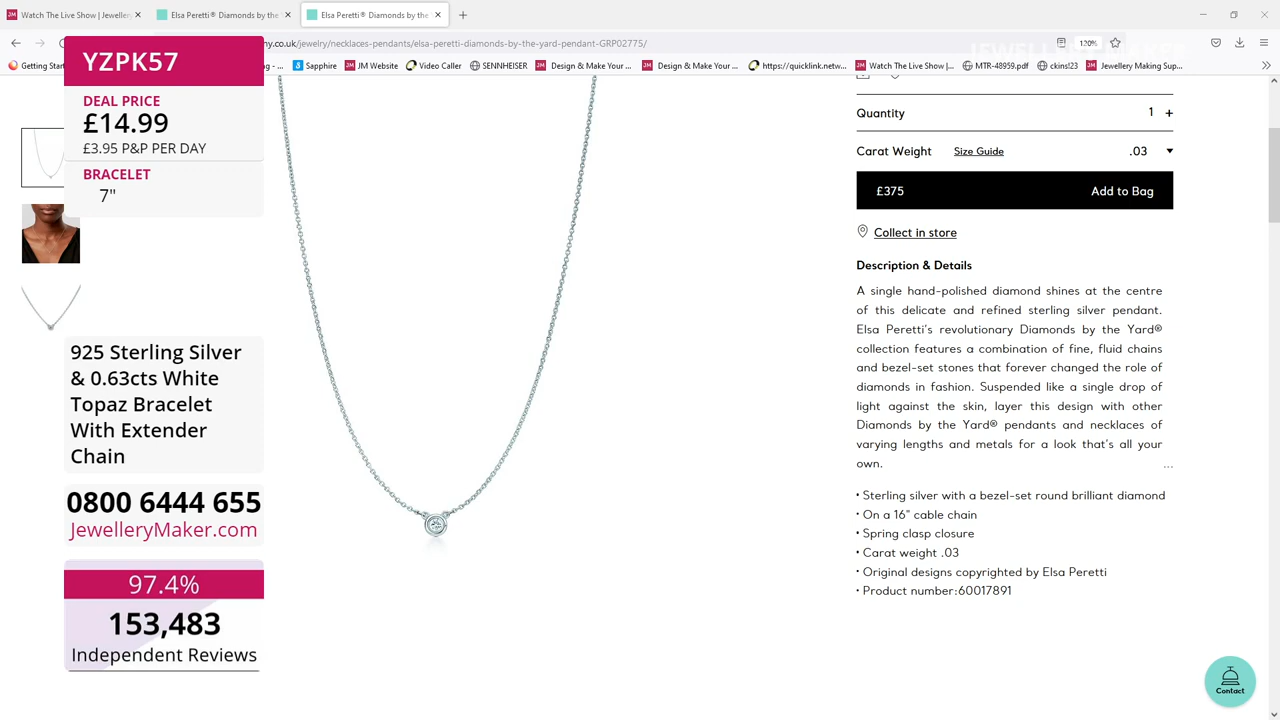 Watch The Live Show | Jewellery
Elsa Peretti® Diamonds by the
Elsa Peretti® Diamonds by the Y
ny.co.uk/jewelry/necklaces-pendants/elsa-peretti-diamonds-by-the-yard-pendant-GRP02775/
120%
Getting Star
Sapphire
JM Website
Video Caller
SENNHEISER
Design & Make Your ...
Design & Make Your ...
https://quicklink.netw...
Watch The Live Show |...
MTR-48959.pdf
ckins!23
Jewellery Making Sup...
YZPK57
DEAL PRICE
£14.99
£3.95 P&P PER DAY
BRACELET
7"
925 Sterling Silver
& 0.63cts White
Topaz Bracelet
With Extender
Chain
0800 6444 655
JewelleryMaker.com
97.4%
153,483
Independent Reviews
Quantity
1 +
Carat Weight Size Guide .03
£375 Add to Bag
Collect in store
Description & Details
A single hand-polished diamond shines at the centre
of this delicate and refined sterling silver pendant.
Elsa Peretti's revolutionary Diamonds by the Yard®
collection features a combination of fine, fluid chains
and bezel-set stones that forever changed the role of
diamonds in fashion. Suspended like a single drop of
light against the skin, layer this design with other
Diamonds by the Yard® pendants and necklaces of
varying lengths and metals for a look that's all your
own. ...
• Sterling silver with a bezel-set round brilliant diamond
• On a 16" cable chain
• Spring clasp closure
• Carat weight .03
• Original designs copyrighted by Elsa Peretti
• Product number:60017891
Contact